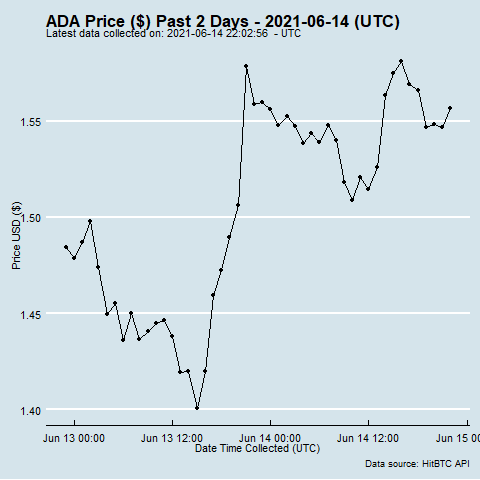 ADA Price ($) Past 2 Days - 2021-06-14 (UTC)
Latest data collected on: 2021-06-14 22:02:56  - UTC
1.55
1.50
1.45
1.40
Price USD ($)
Jun 13 00:00
Jun 13 12:00
Jun 14 00:00
Jun 14 12:00
Jun 15 00
Date Time Collected (UTC)
Data source: HitBTC API